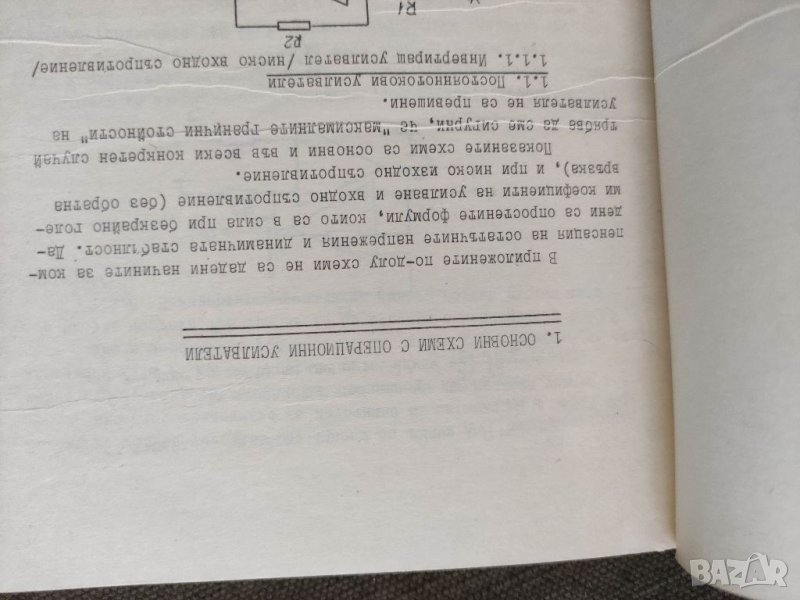 1. ОСНОВНИ СХЕМИ С ОПЕРАЦИОННИ УСИЛВАТЕЛИ
В приложените по-долу схеми не са дадени начините за ком-
пенсация на остатъчните напрежения и динамичната стабилност. Да-
дени са опростените формули, които са в сила при безкрайно голе-
ми коефициенти на усилване и входно съпротивление (без обратна
връзка), и при ниско изходно съпротивление.
Показаните схеми са основни и във всеки конкретен случай
трябва да сме сигурни, че "максималните гранични стойности" на
усилвателя не са превишени.
1.1. Постояннотокови усилватели
1.1.1. Инвертиращ усилвател /ниско входно съпротивление/
R2
R1
BAZAR